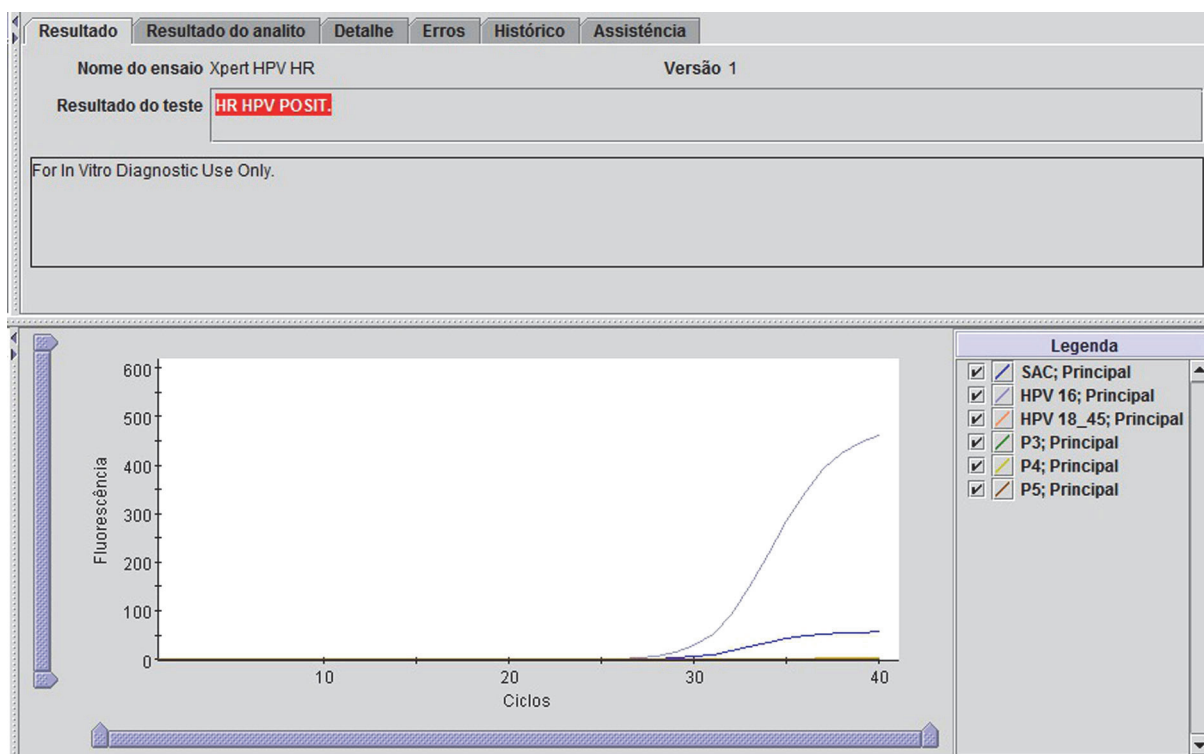 Resultado Resultado do analito Detalhe Erros Histórico Assisténcia
Nome do ensaio Xpert HPV HR Versão 1
Resultado do teste HR HPV POSIT.
For In Vitro Diagnostic Use Only.
Legenda
SAC; Principal
HPV 16; Principal
HPV 18_45; Principal
P3; Principal
P4; Principal
P5; Principal
600
500
400
300
200
100
0
Fluorescência
10 20 30 40
Ciclos